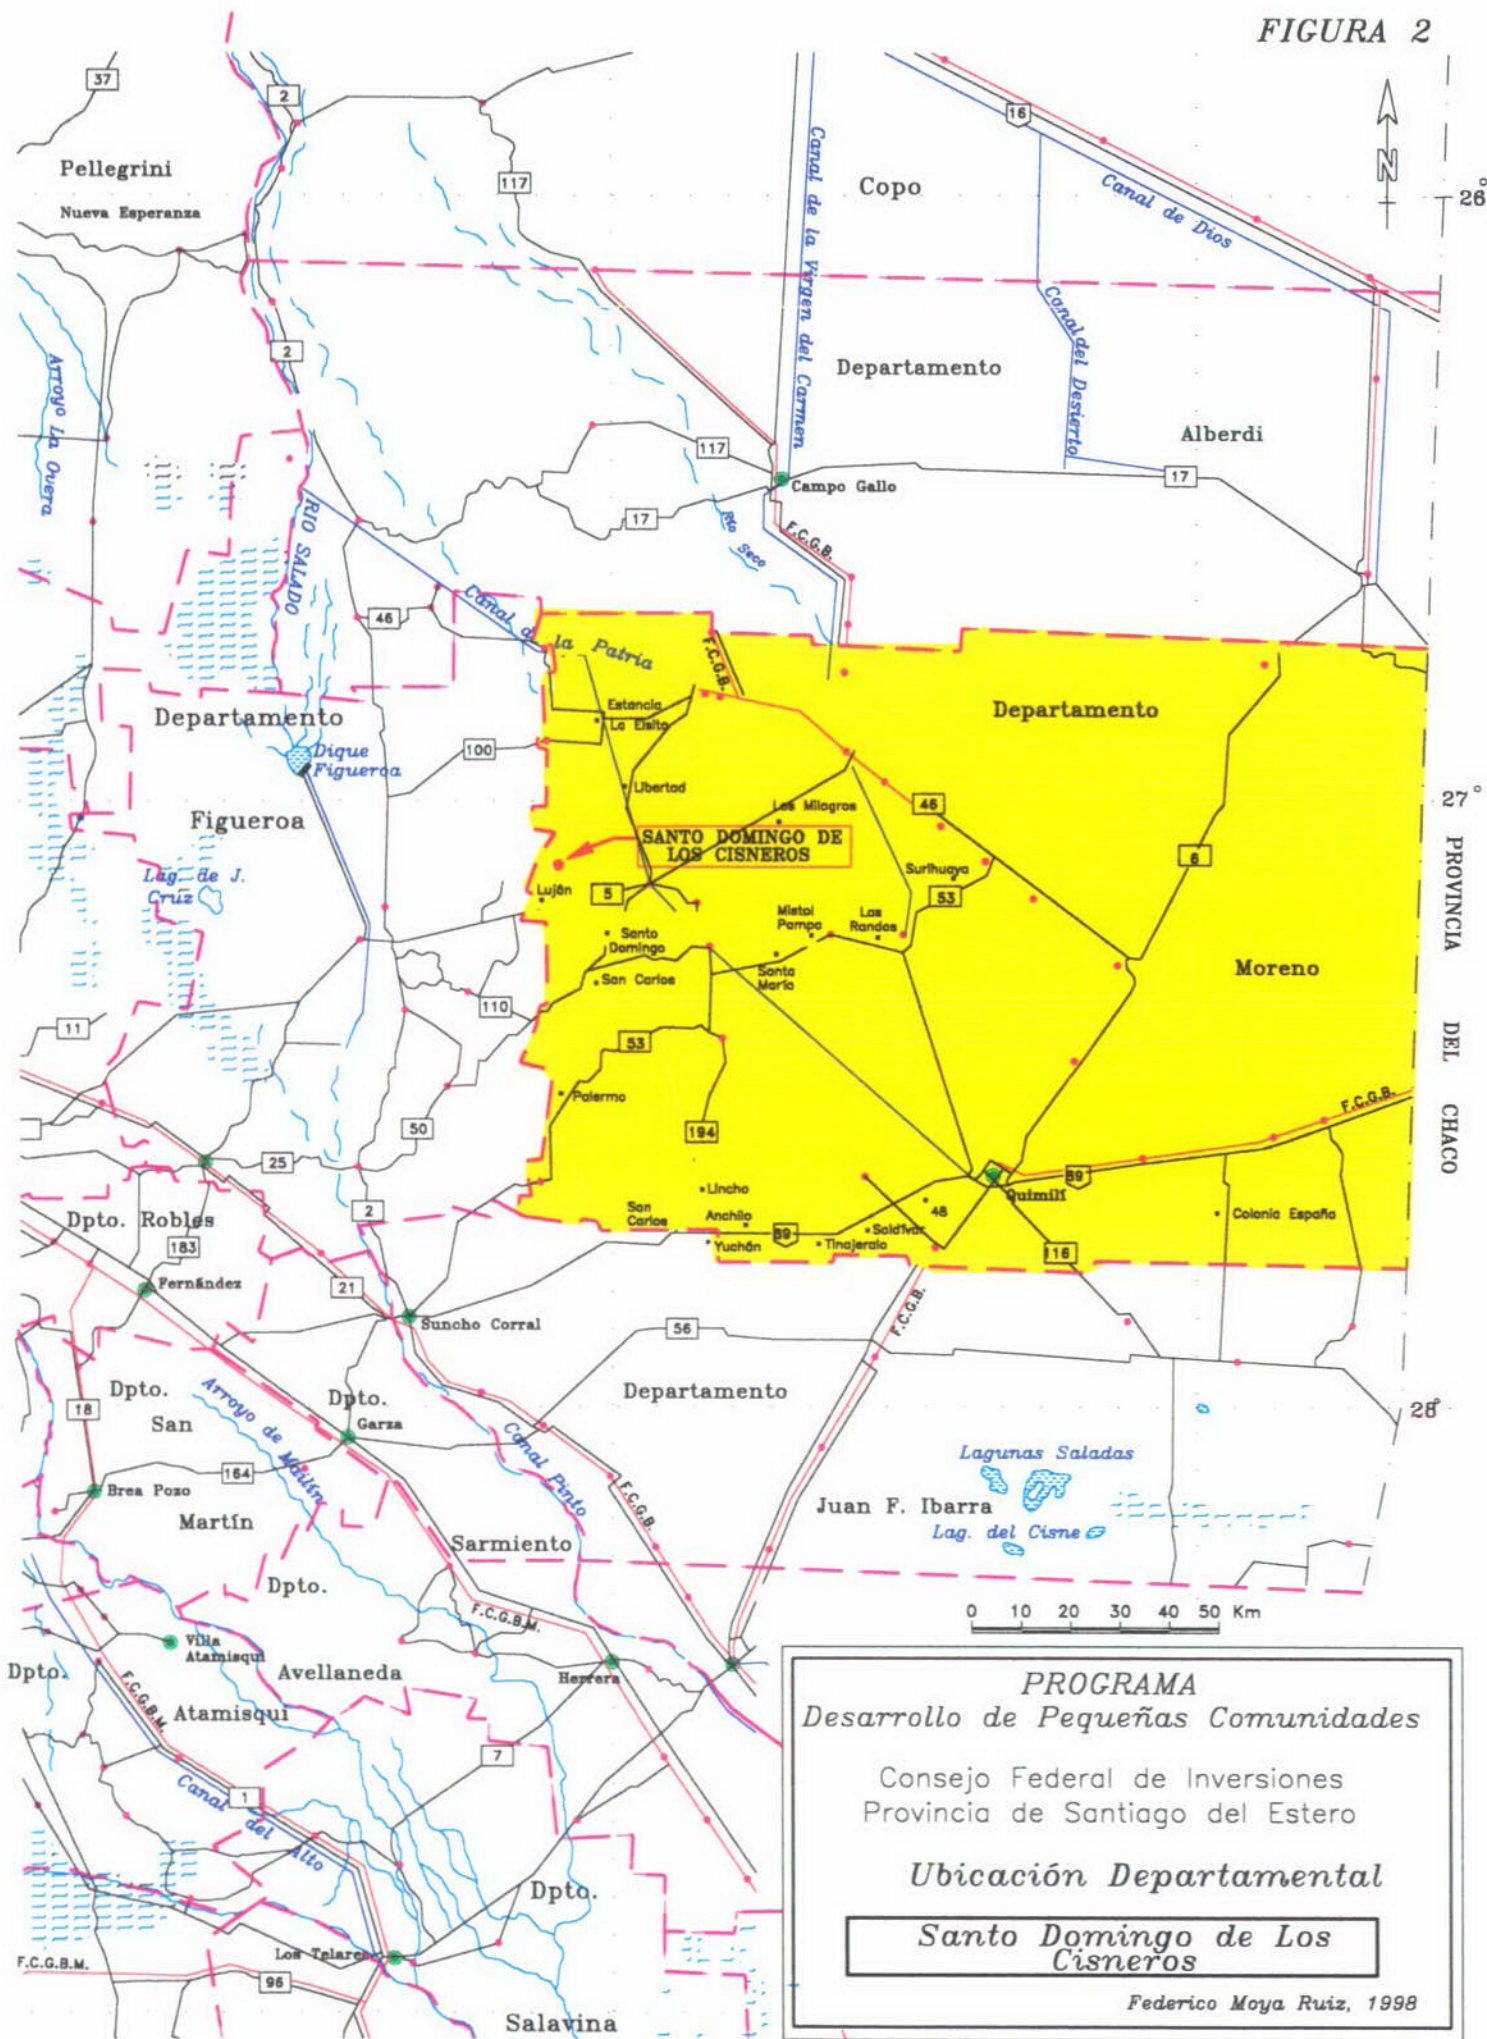 FIGURA 2
37
2
16
Pellegrini
117
Copo
Canal de Dios
26°
N
Nueva Esperanza
Canal de la Virgen del Carmen
2
Canal del Desierto
Departamento
Arroyo La Overa
Alberdi
117
Campo Gallo
17
17
RIO SALADO
Río Seco
F.C.G.B.
46
Canal de la Patria
F.C.G.B.
Departamento
Departamento
Estancia
La Elsita
100
Dique
Figueroa
Libertad
Los Milagros
46
27°
Figueroa
SANTO DOMINGO DE
LOS CISNEROS
6
PROVINCIA DEL CHACO
Lag. de J.
Cruz
Surihuaya
Luján
5
53
Mistol
Pampa
Las
Randas
Santo
Domingo
Moreno
San Carlos
Santa
María
110
11
53
Palermo
F.C.G.B.
50
194
25
89
Quimilí
Lincho
2
San
Carlos
Anchilo
48
Colonia España
Dpto. Robles
Saldívar
89
183
Yuchán
Tinajeralo
116
Fernández
21
F.C.G.B.
Suncho Corral
56
Dpto.
San
Arroyo de Mailín
Dpto.
Garza
Departamento
18
28°
Canal Pinto
Lagunas Saladas
164
F.C.G.B.
Brea Pozo
Martín
Juan F. Ibarra
Lag. del Cisne
Sarmiento
Dpto.
F.C.G.B.M.
0 10 20 30 40 50 Km
Villa
Atamisqui
Dpto.
Avellaneda
Herrera
F.C.G.B.M.
Atamisqui
7
Canal del Alto
1
Dpto.
Los Telares
F.C.G.B.M.
96
Salavina
PROGRAMA
Desarrollo de Pequeñas Comunidades
Consejo Federal de Inversiones
Provincia de Santiago del Estero
Ubicación Departamental
Santo Domingo de Los
Cisneros
Federico Moya Ruiz, 1998